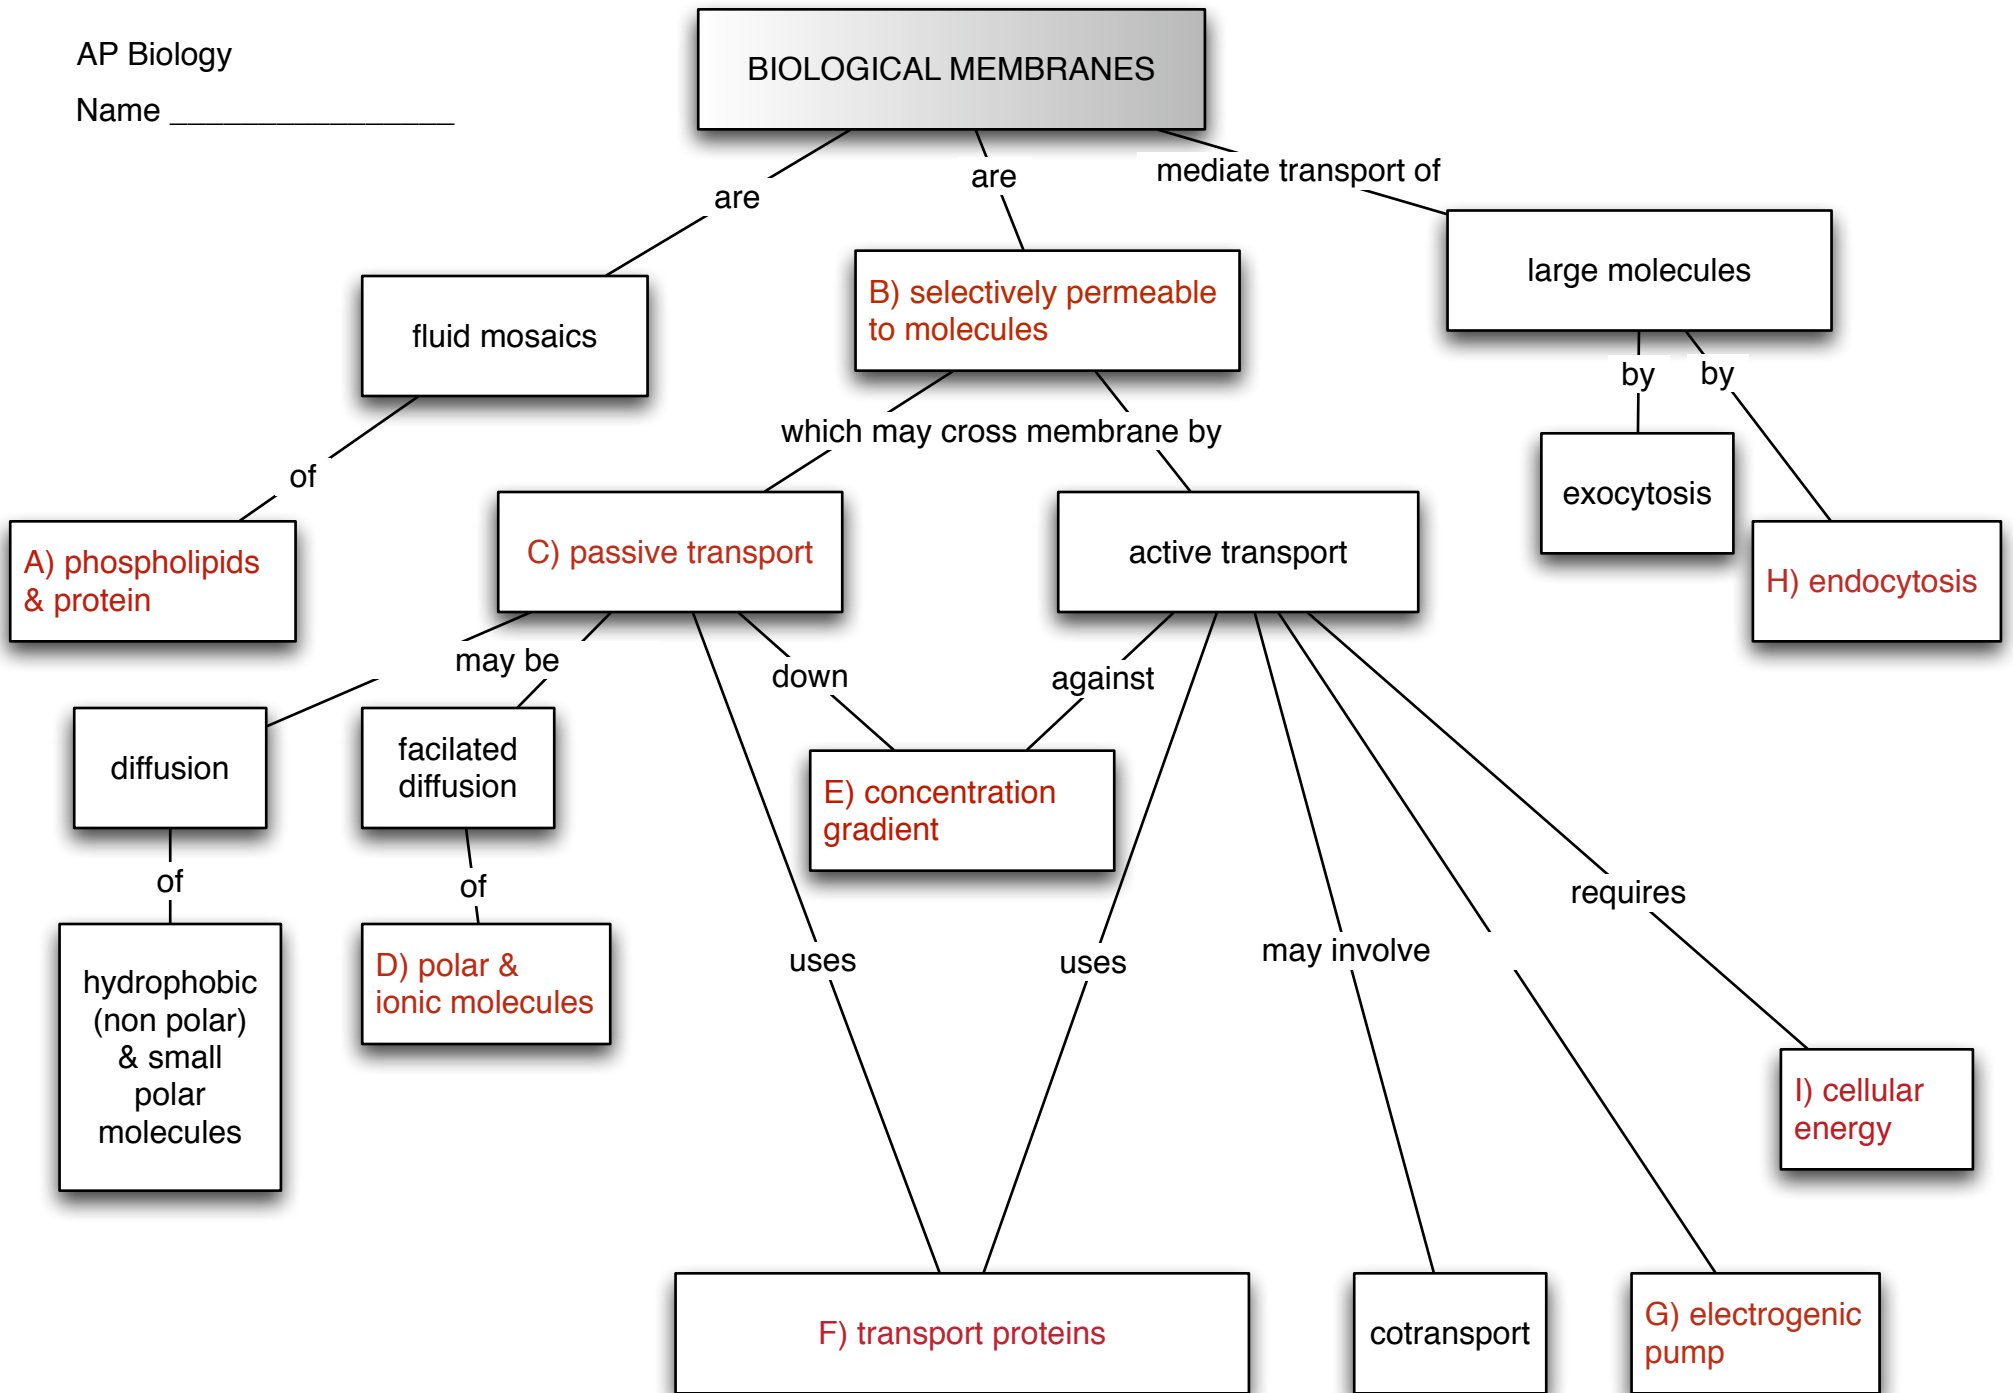 AP Biology
Name ________________
BIOLOGICAL MEMBRANES
are
are
mediate transport of
fluid mosaics
B) selectively permeable
to molecules
large molecules
by
by
of
which may cross membrane by
exocytosis
A) phospholipids
& protein
C) passive transport
active transport
H) endocytosis
may be
down
against
diffusion
facilated
diffusion
E) concentration
gradient
of
of
requires
hydrophobic
(non polar)
& small
polar
molecules
D) polar &
ionic molecules
uses
uses
may involve
I) cellular
energy
F) transport proteins
cotransport
G) electrogenic
pump